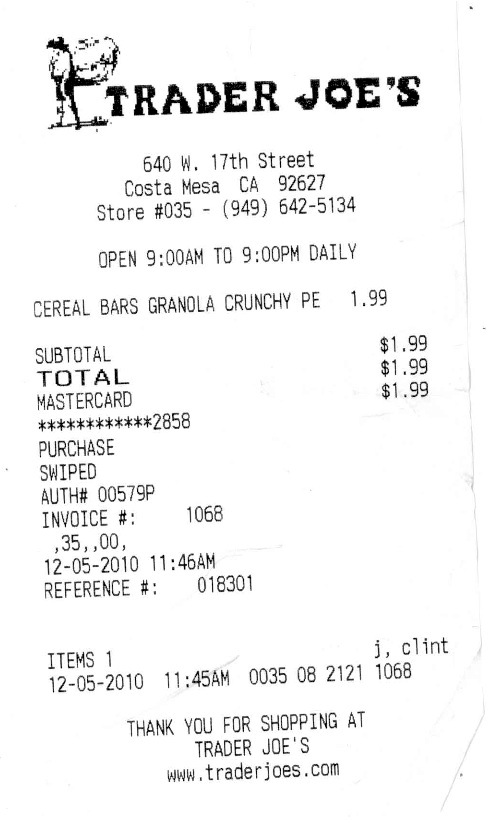 TRADER JOE'S
640 W. 17th Street
Costa Mesa CA 92627
Store #035 - (949) 642-5134
OPEN 9:00AM TO 9:00PM DAILY
CEREAL BARS GRANOLA CRUNCHY PE 1.99
SUBTOTAL $1.99
TOTAL $1.99
MASTERCARD $1.99
************2858
PURCHASE
SWIPED
AUTH# 00579P
INVOICE #: 1068
,35,,00,
12-05-2010 11:46AM
REFERENCE #: 018301
ITEMS 1 j, clint
12-05-2010 11:45AM 0035 08 2121 1068
THANK YOU FOR SHOPPING AT
TRADER JOE'S
www.traderjoes.com